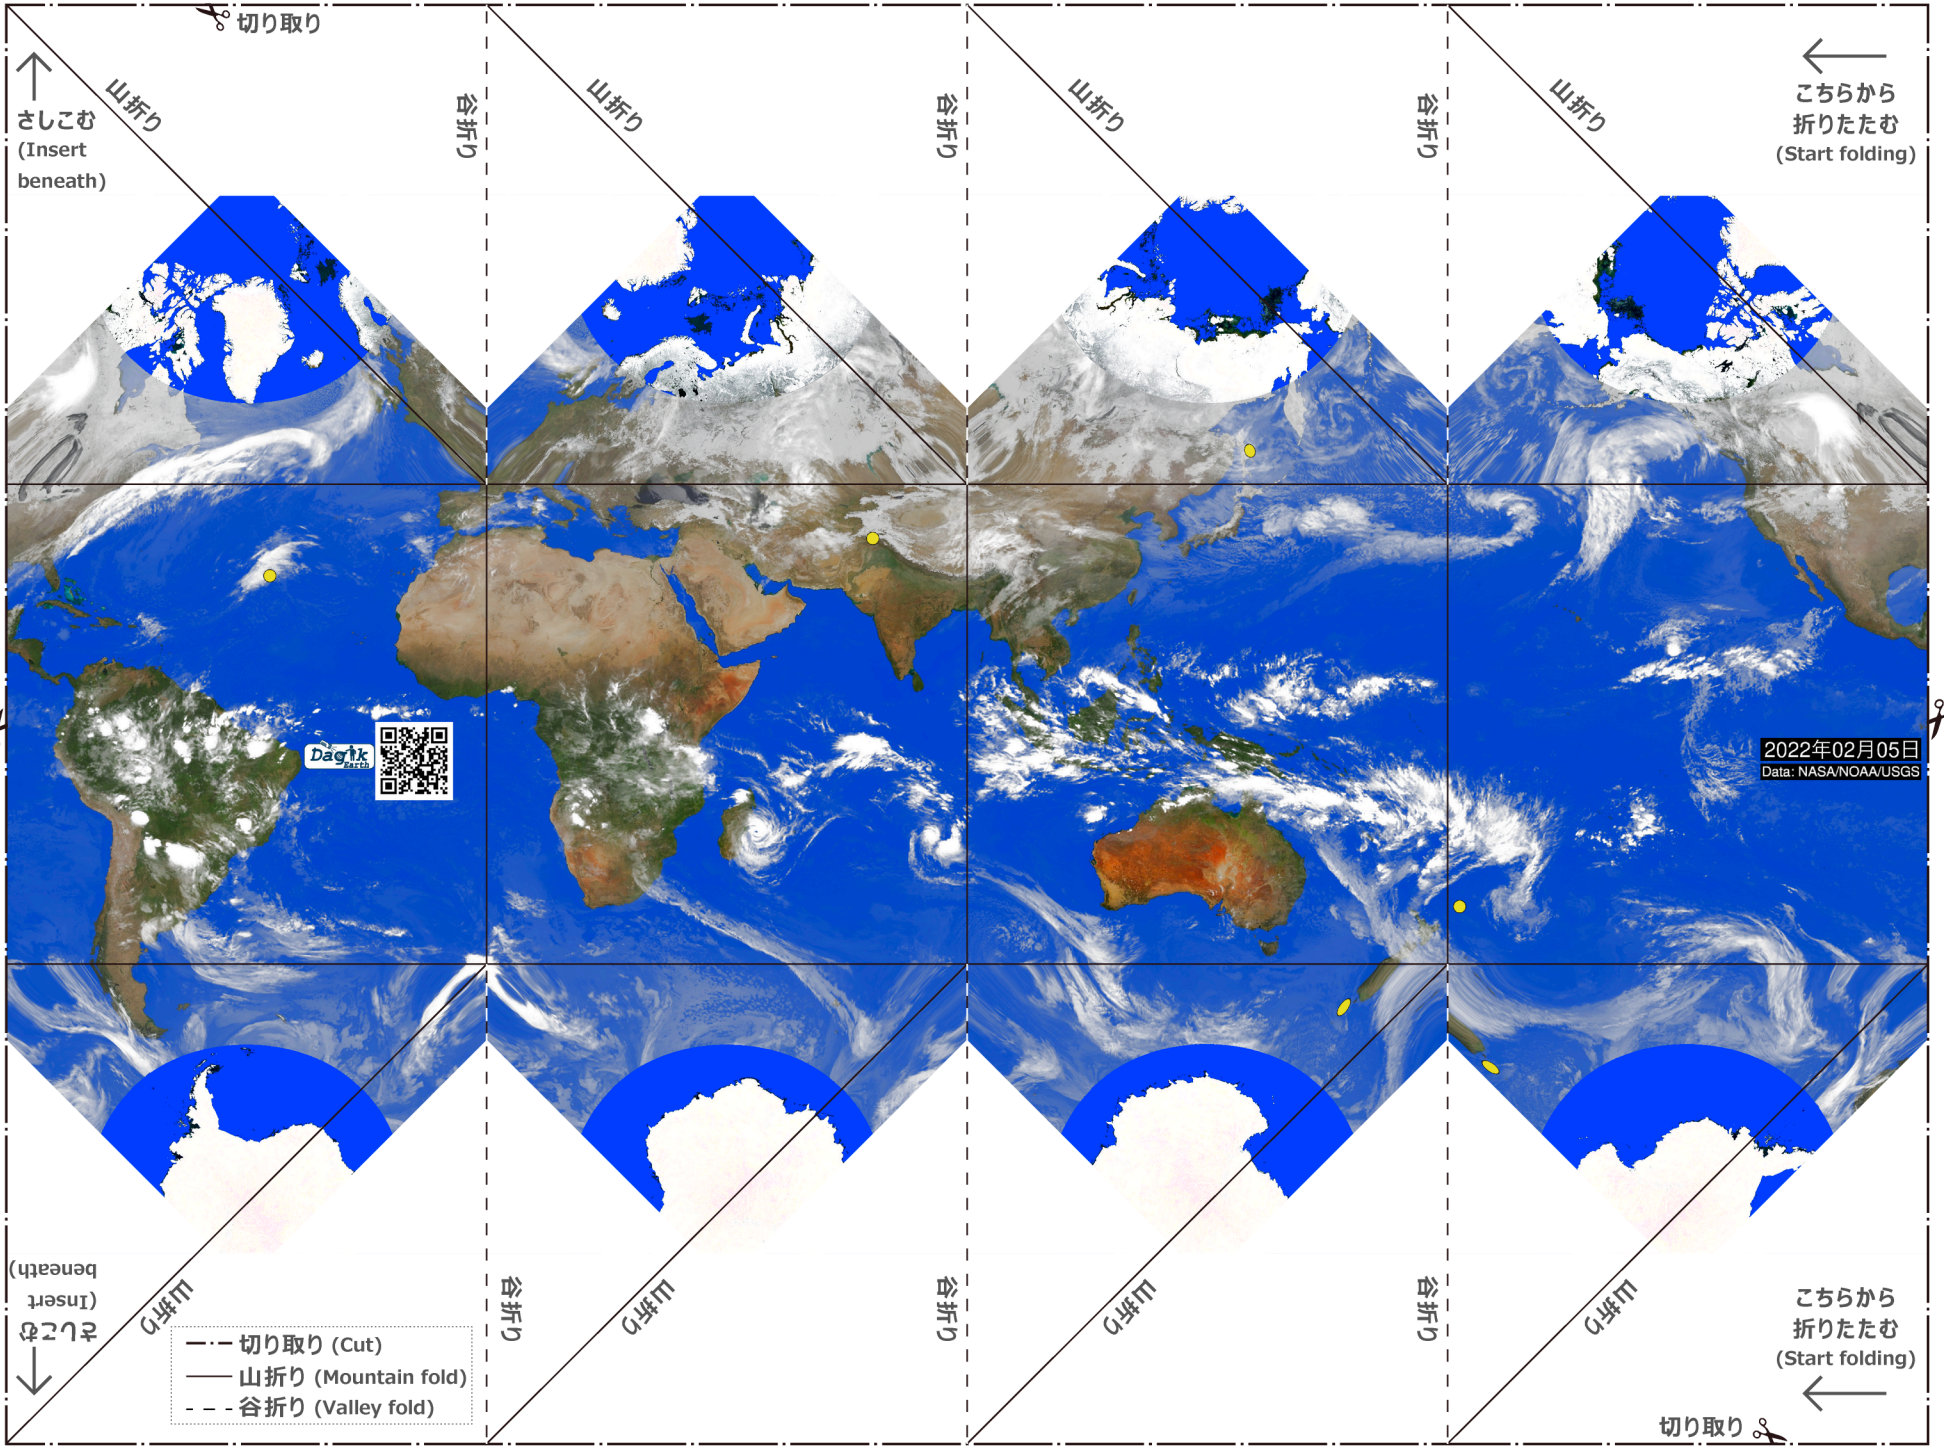 切り取り
さしこむ
(Insert
beneath)
山折り
谷折り
山折り
谷折り
山折り
谷折り
山折り
こちらから
折りたたむ
(Start folding)
Dagik
Earth
2022年02月05日
Data: NASA/NOAA/USGS
さしこむ
(Insert
beneath)
山折り
谷折り
山折り
谷折り
山折り
谷折り
山折り
こちらから
折りたたむ
(Start folding)
切り取り (Cut)
山折り (Mountain fold)
谷折り (Valley fold)
切り取り